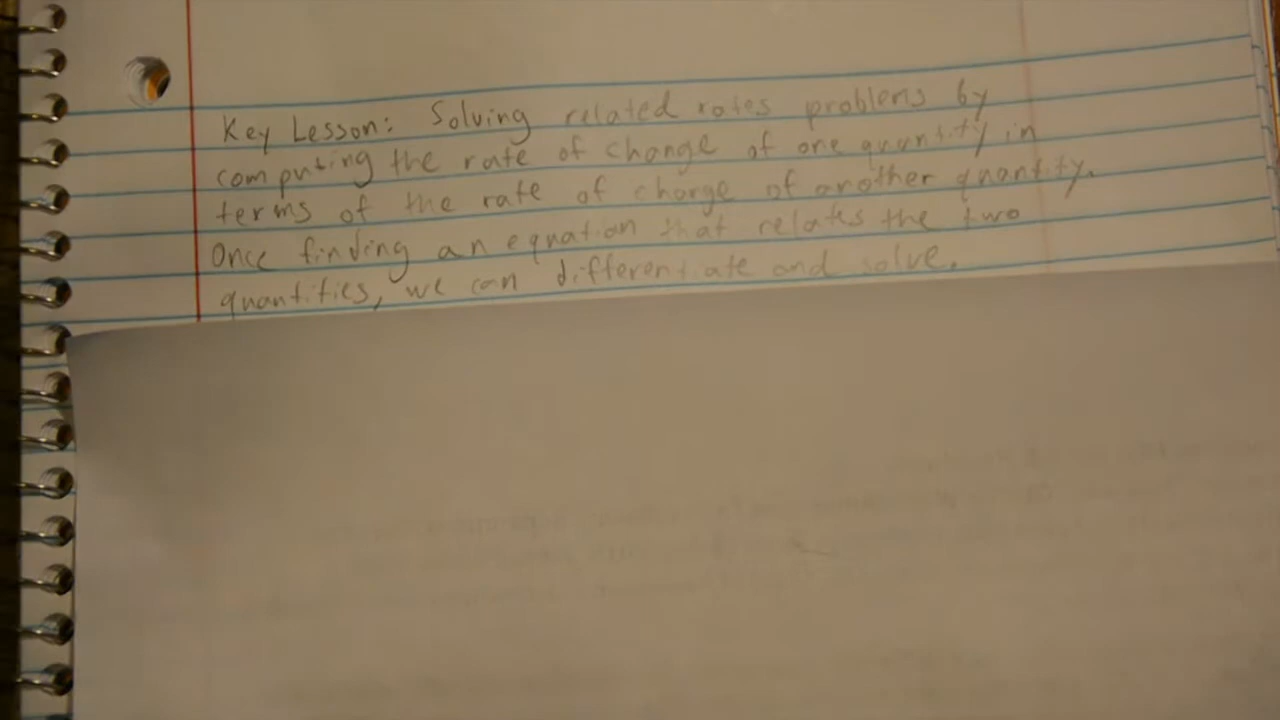 Key Lesson: Solving related rates problems by
computing the rate of change of one quantity in
terms of the rate of change of another quantity.
Once finding an equation that relates the two
quantities, we can differentiate and solve.